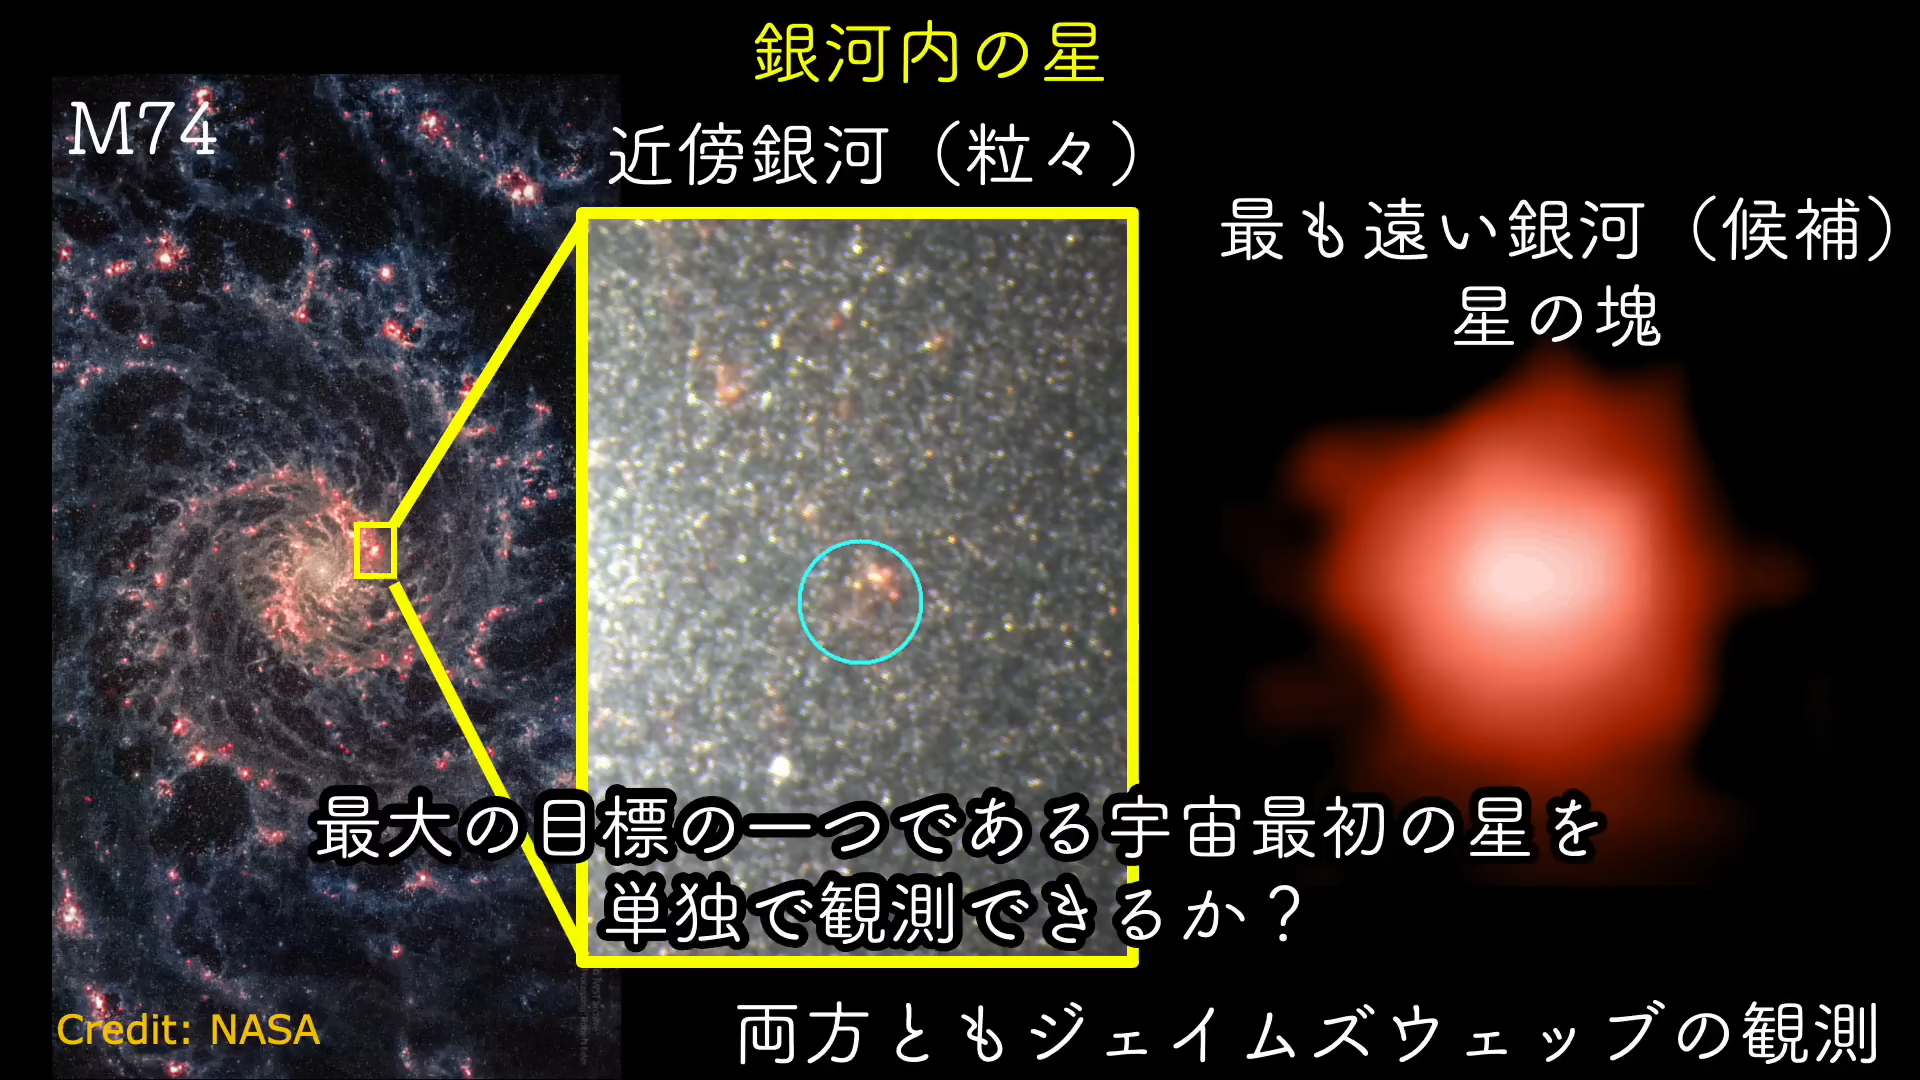 銀河内の星
M74
近傍銀河（粒々）
最も遠い銀河（候補）
星の塊
最大の目標の一つである宇宙最初の星を
単独で観測できるか？
両方ともジェイムズウェッブの観測
Credit: NASA